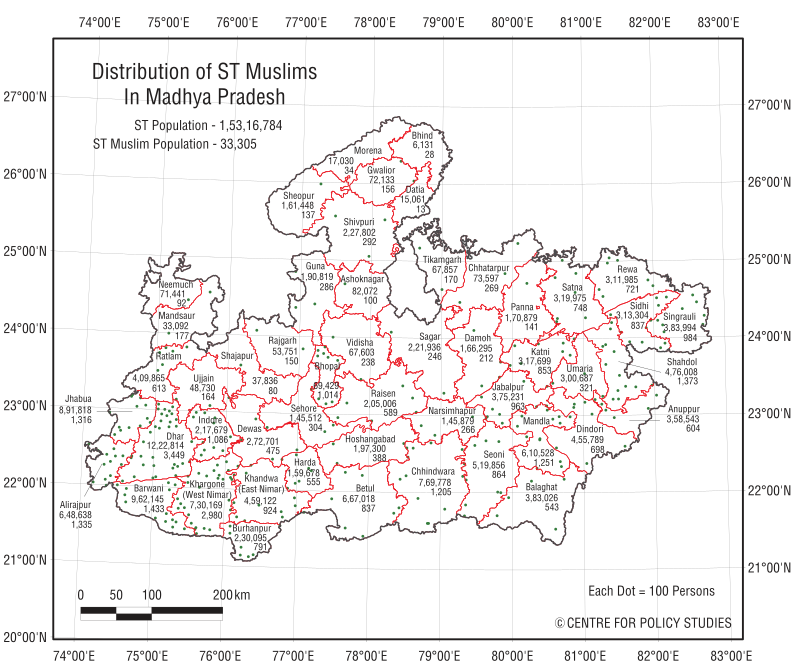 74°00'E 75°00'E 76°00'E 77°00'E 78°00'E 79°00'E 80°00'E 81°00'E 82°00'E 83°00'E
Distribution of ST Muslims
In Madhya Pradesh
ST Population - 1,53,16,784
ST Muslim Population - 33,305
27°00'N
26°00'N
25°00'N
24°00'N
23°00'N
22°00'N
21°00'N
20°00'N
27°00'N
26°00'N
25°00'N
24°00'N
23°00'N
22°00'N
21°00'N
Bhind
6,131
28
Morena
17,030
34
Gwalior
72,133
156
Datia
15,061
13
Sheopur
1,61,448
137
Shivpuri
2,27,802
292
Tikamgarh
67,857
170
Chhatarpur
73,597
269
Guna
1,90,819
286
Ashoknagar
82,072
100
Neemuch
71,441
92
Mandsaur
33,092
177
Panna
1,70,879
141
Satna
3,19,975
748
Rewa
3,11,985
721
Sidhi
3,13,304
837
Singrauli
3,83,994
984
Ratlam
4,09,865
613
Shajapur
37,836
80
Rajgarh
53,751
150
Vidisha
67,603
238
Sagar
2,21,936
246
Damoh
1,66,295
212
Katni
3,17,699
853
Umaria
3,00,687
321
Shahdol
4,76,008
1,373
Anuppur
3,58,543
604
Ujjain
48,730
164
Bhopal
69,429
1,014
Jhabua
8,91,818
1,316
Raisen
2,05,006
589
Jabalpur
3,75,231
963
Sehore
1,45,512
304
Narsimhapur
1,45,879
266
Mandla
6,10,528
1,251
Dindori
4,55,789
698
Indore
2,17,679
1,086
Dewas
2,72,701
475
Dhar
12,22,814
3,449
Hoshangabad
1,97,300
388
Harda
1,59,678
555
Seoni
5,19,856
864
Chhindwara
7,69,778
1,205
Betul
6,67,018
837
Balaghat
3,83,026
543
Khandwa
(East Nimar)
4,59,122
924
Khargone
(West Nimar)
7,30,169
2,980
Barwani
9,62,145
1,433
Alirajpur
6,48,638
1,335
Burhanpur
2,30,095
791
0 50 100 200 km
Each Dot = 100 Persons
© CENTRE FOR POLICY STUDIES
74°00'E 75°00'E 76°00'E 77°00'E 78°00'E 79°00'E 80°00'E 81°00'E 82°00'E 83°00'E